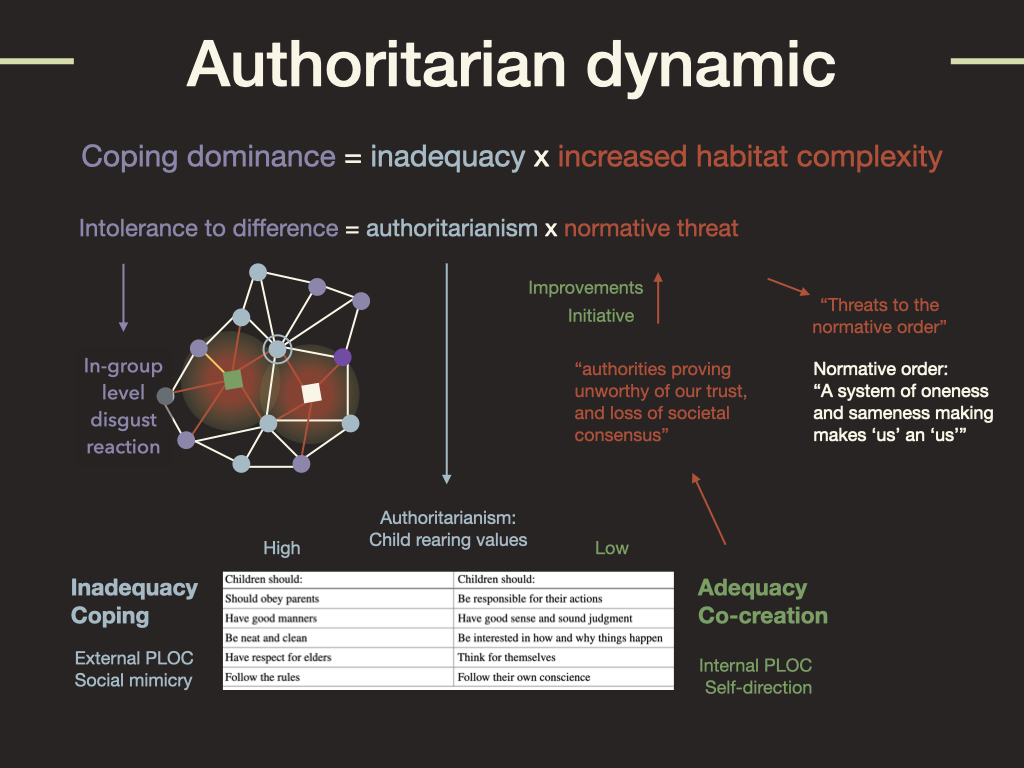 Authoritarian dynamic
Coping dominance = inadequacy x increased habitat complexity
Intolerance to difference = authoritarianism x normative threat
In-group
level
disgust
reaction
Improvements
Initiative
“Threats to the
normative order”
“authorities proving
unworthy of our trust,
and loss of societal
consensus”
Normative order:
“A system of oneness
and sameness making
makes ‘us’ an ‘us’”
Authoritarianism:
Child rearing values
High
Low
Inadequacy
Coping
External PLOC
Social mimicry
Children should:
Children should:
Should obey parents
Be responsible for their actions
Have good manners
Have good sense and sound judgment
Be neat and clean
Be interested in how and why things happen
Have respect for elders
Think for themselves
Follow the rules
Follow their own conscience
Adequacy
Co-creation
Internal PLOC
Self-direction